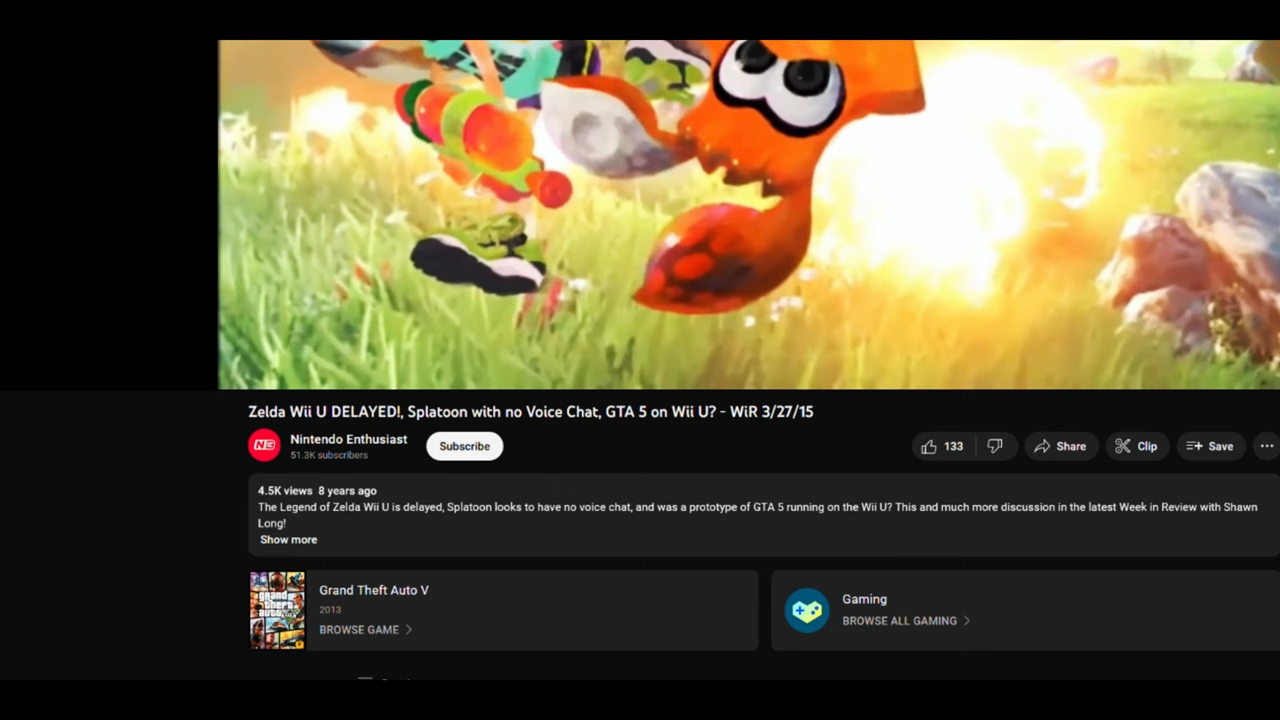 Zelda Wii U DELAYED!, Splatoon with no Voice Chat, GTA 5 on Wii U? - WiR 3/27/15
NE
Nintendo Enthusiast
51.3K subscribers
Subscribe
133
Share
Clip
Save
4.5K views 8 years ago
The Legend of Zelda Wii U is delayed, Splatoon looks to have no voice chat, and was a prototype of GTA 5 running on the Wii U? This and much more discussion in the latest Week in Review with Shawn
Long!
Show more
grand
theft
auto
Grand Theft Auto V
2013
BROWSE GAME
Gaming
BROWSE ALL GAMING